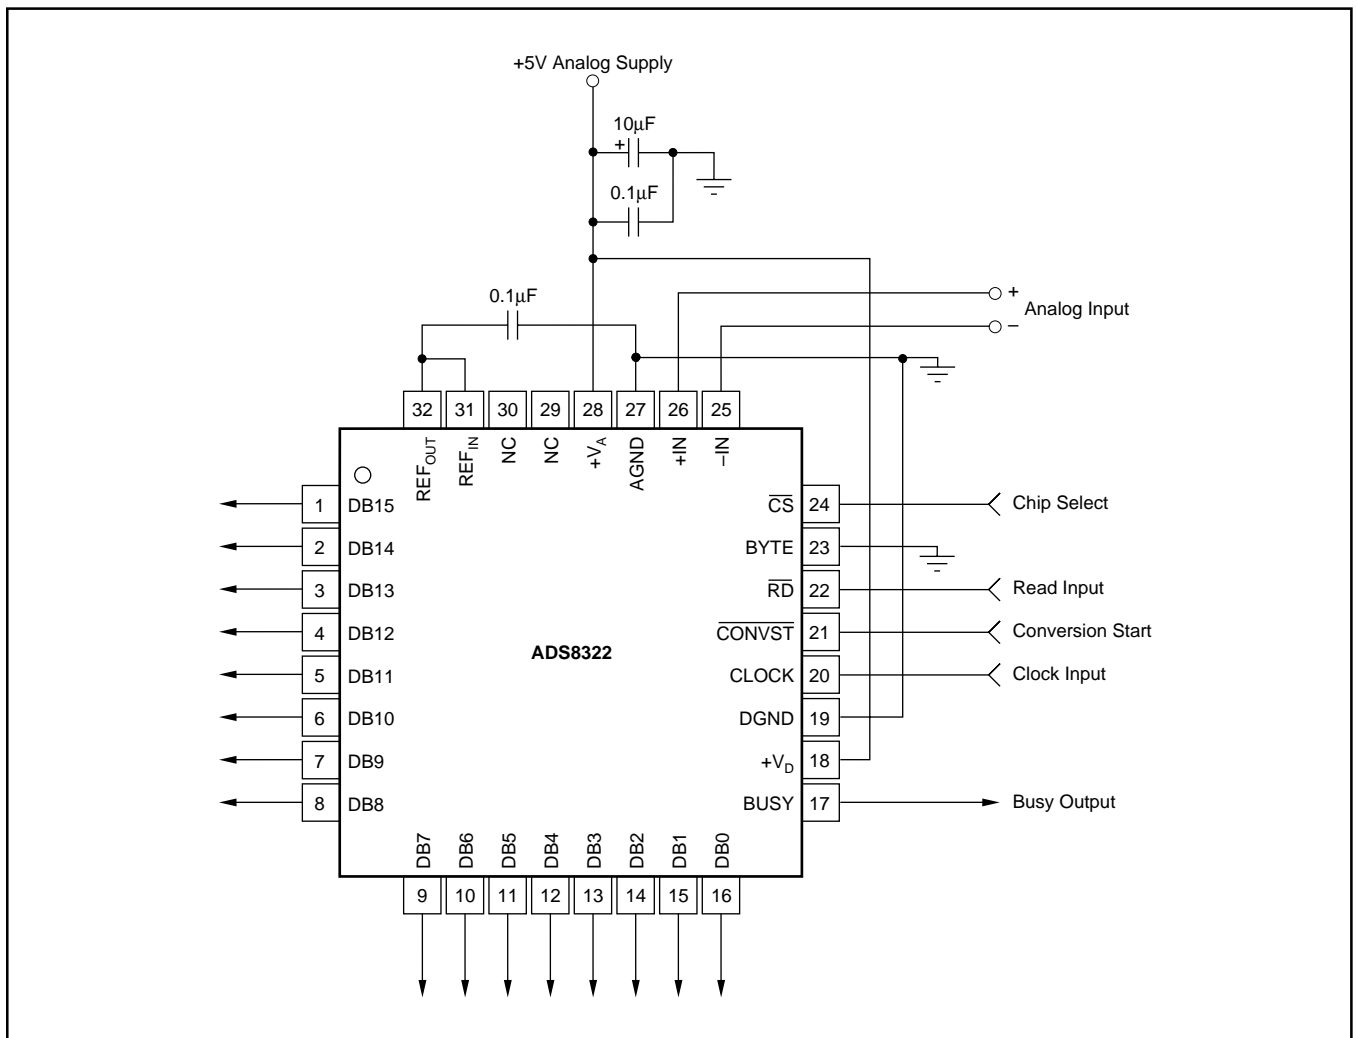 +5V Analog Supply
10µF
+
0.1µF
0.1µF
+
Analog Input
–
32 31 30 29 28 27 26 25
REFOUT REFIN NC NC +VA AGND +IN –IN
1 DB15
2 DB14
3 DB13
4 DB12
5 DB11
6 DB10
7 DB9
8 DB8
ADS8322
CS 24 Chip Select
BYTE 23
RD 22 Read Input
CONVST 21 Conversion Start
CLOCK 20 Clock Input
DGND 19
+VD 18
BUSY 17 Busy Output
DB7 DB6 DB5 DB4 DB3 DB2 DB1 DB0
9 10 11 12 13 14 15 16